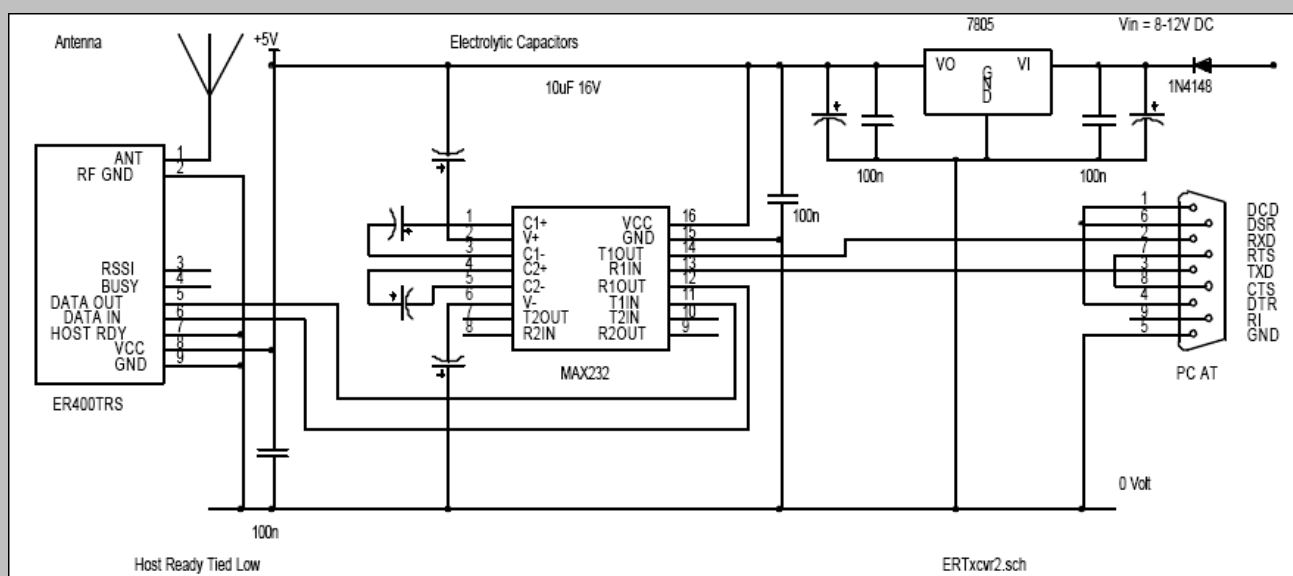 Antenna
+5V
Electrolytic Capacitors
7805
Vin = 8-12V DC
10uF 16V
VO
GND
VI
1N4148
100n
100n
100n
ANT 1
RF GND 2
RSSI 3
BUSY 4
DATA OUT 5
DATA IN 6
HOST RDY 7
VCC 8
GND 9
ER400TRS
1 C1+
2 V+
3 C1-
4 C2+
5 C2-
6 V-
7 T2OUT
8 R2IN
VCC 16
GND 15
T1OUT 14
R1IN 13
R1OUT 12
T1IN 11
T2IN 10
R2OUT 9
MAX232
1 DCD
6 DSR
2 RXD
7 RTS
3 TXD
8 CTS
4 DTR
9 RI
5 GND
PC AT
0 Volt
100n
Host Ready Tied Low
ERTxcvr2.sch